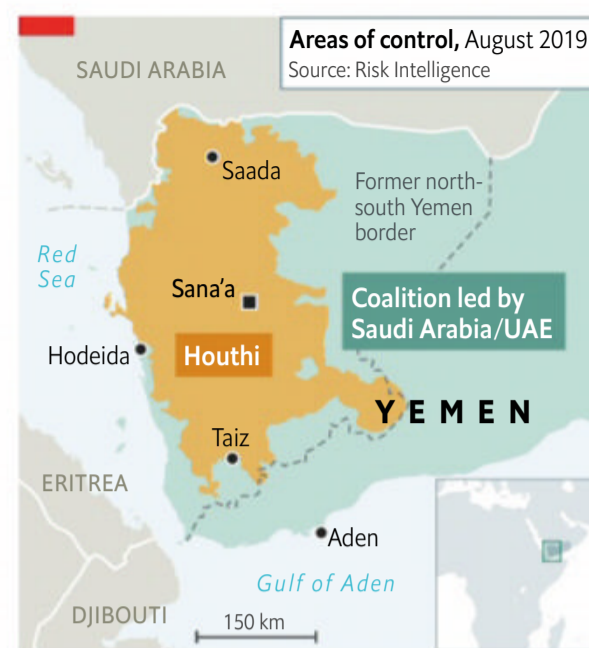 Areas of control, August 2019
Source: Risk Intelligence
SAUDI ARABIA
Saada
Former north-
south Yemen
border
Red
Sea
Sana’a
Coalition led by
Saudi Arabia/UAE
Hodeida
Houthi
YEMEN
Taiz
ERITREA
Aden
Gulf of Aden
DJIBOUTI
150 km